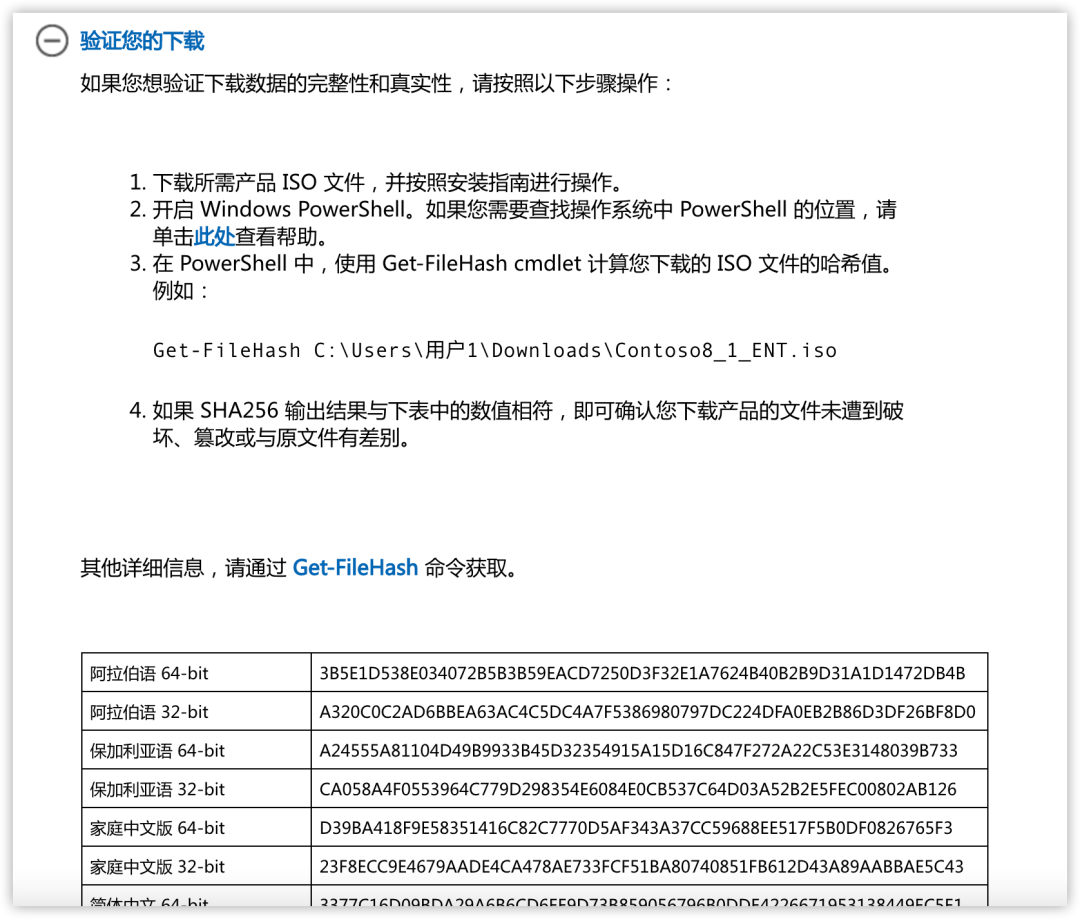 验证您的下载
如果您想验证下载数据的完整性和真实性，请按照以下步骤操作：
1. 下载所需产品 ISO 文件，并按照安装指南进行操作。
2. 开启 Windows PowerShell。如果您需要查找操作系统中 PowerShell 的位置，请
单击此处查看帮助。
3. 在 PowerShell 中，使用 Get-FileHash cmdlet 计算您下载的 ISO 文件的哈希值。
例如：
Get-FileHash C:\Users\用户1\Downloads\Contoso8_1_ENT.iso
4. 如果 SHA256 输出结果与下表中的数值相符，即可确认您下载产品的文件未遭到破
坏、篡改或与原文件有差别。
其他详细信息，请通过 Get-FileHash 命令获取。
阿拉伯语 64-bit 3B5E1D538E034072B5B3B59EACD7250D3F32E1A7624B40B2B9D31A1D1472DB4B
阿拉伯语 32-bit A320C0C2AD6BBEA63AC4C5DC4A7F5386980797DC224DFA0EB2B86D3DF26BF8D0
保加利亚语 64-bit A24555A81104D49B9933B45D32354915A15D16C847F272A22C53E3148039B733
保加利亚语 32-bit CA058A4F0553964C779D298354E6084E0CB537C64D03A52B2E5FEC00802AB126
家庭中文版 64-bit D39BA418F9E58351416C82C7770D5AF343A37CC59688EE517F5B0DF0826765F3
家庭中文版 32-bit 23F8ECC9E4679AADE4CA478AE733FCF51BA80740851FB612D43A89AABBAE5C43
简体中文 64-bit